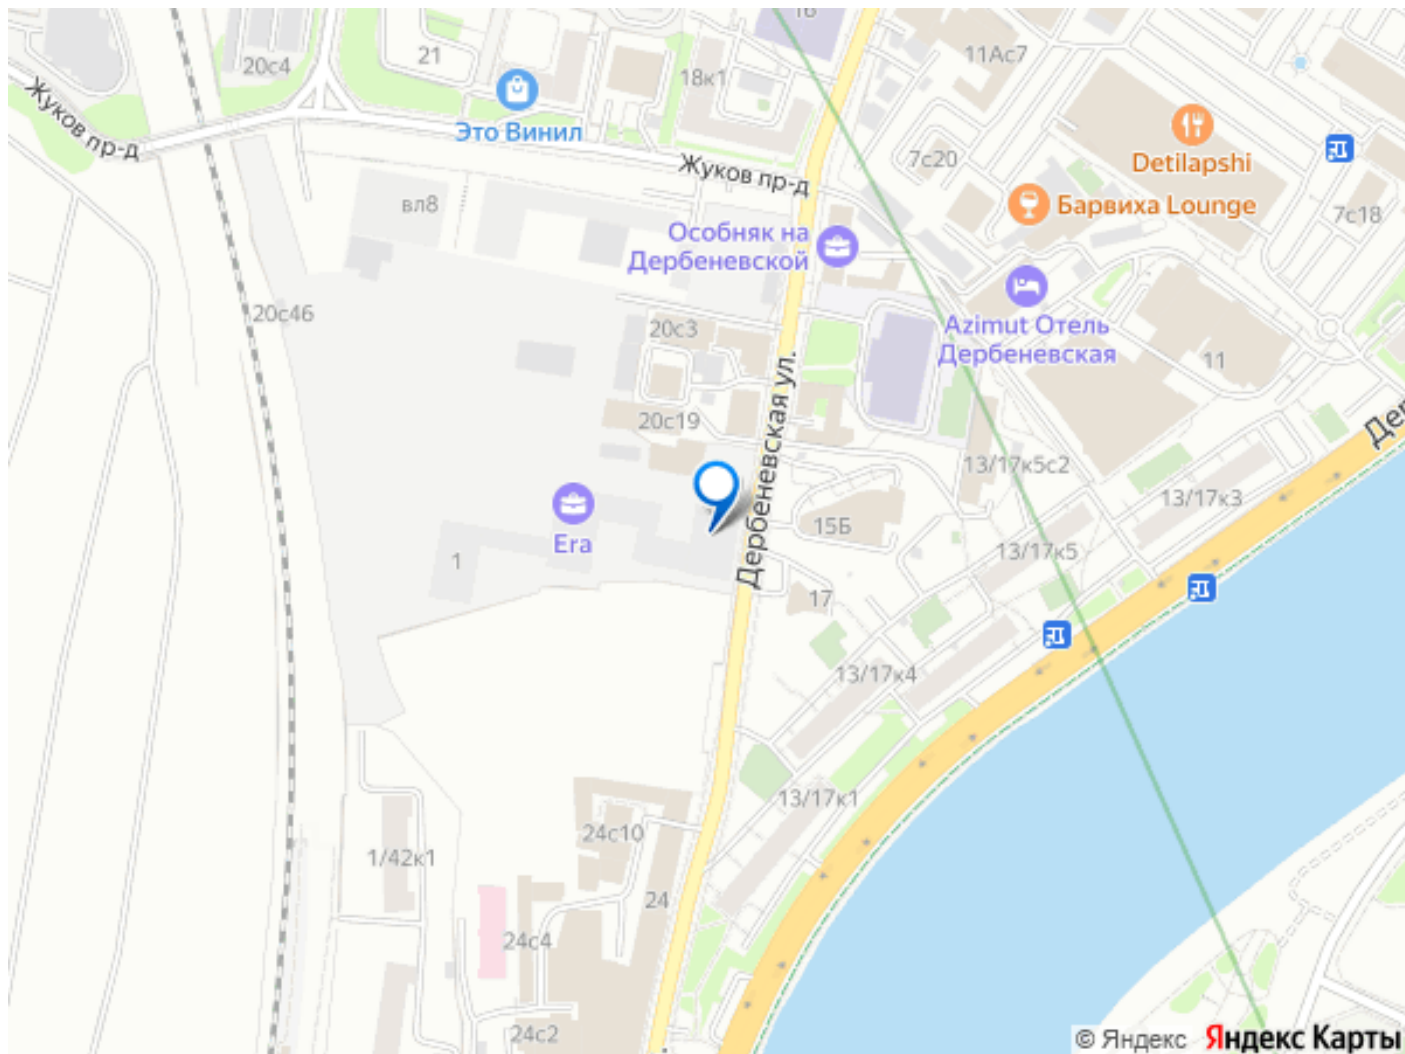 16
21
20с4
11Ас7
18к1
Это Винил
Жуков пр-д
Detilapshi
7с20
Жуков пр-д
вл8
Барвиха Lounge
7с18
Особняк на
Дербеневской
20с46
20с3
Azimut Отель
Дербеневская
11
Дербеневская ул.
20с19
13/17к5с2
13/17к3
15Б
Era
1
13/17к5
17
13/17к4
13/17к1
24с10
1/42к1
24
24с4
24с2
© Яндекс Яндекс Карты